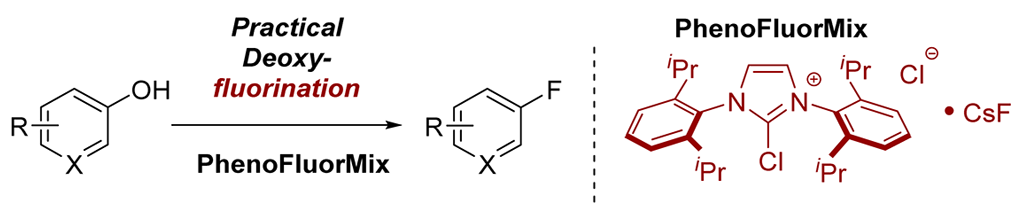 Practical
Deoxy-
fluorination
PhenoFluorMix
R
OH
X
R
F
X
PhenoFluorMix
iPr
iPr
Cl⊖
N
⊕
N
• CsF
Cl
iPr
iPr